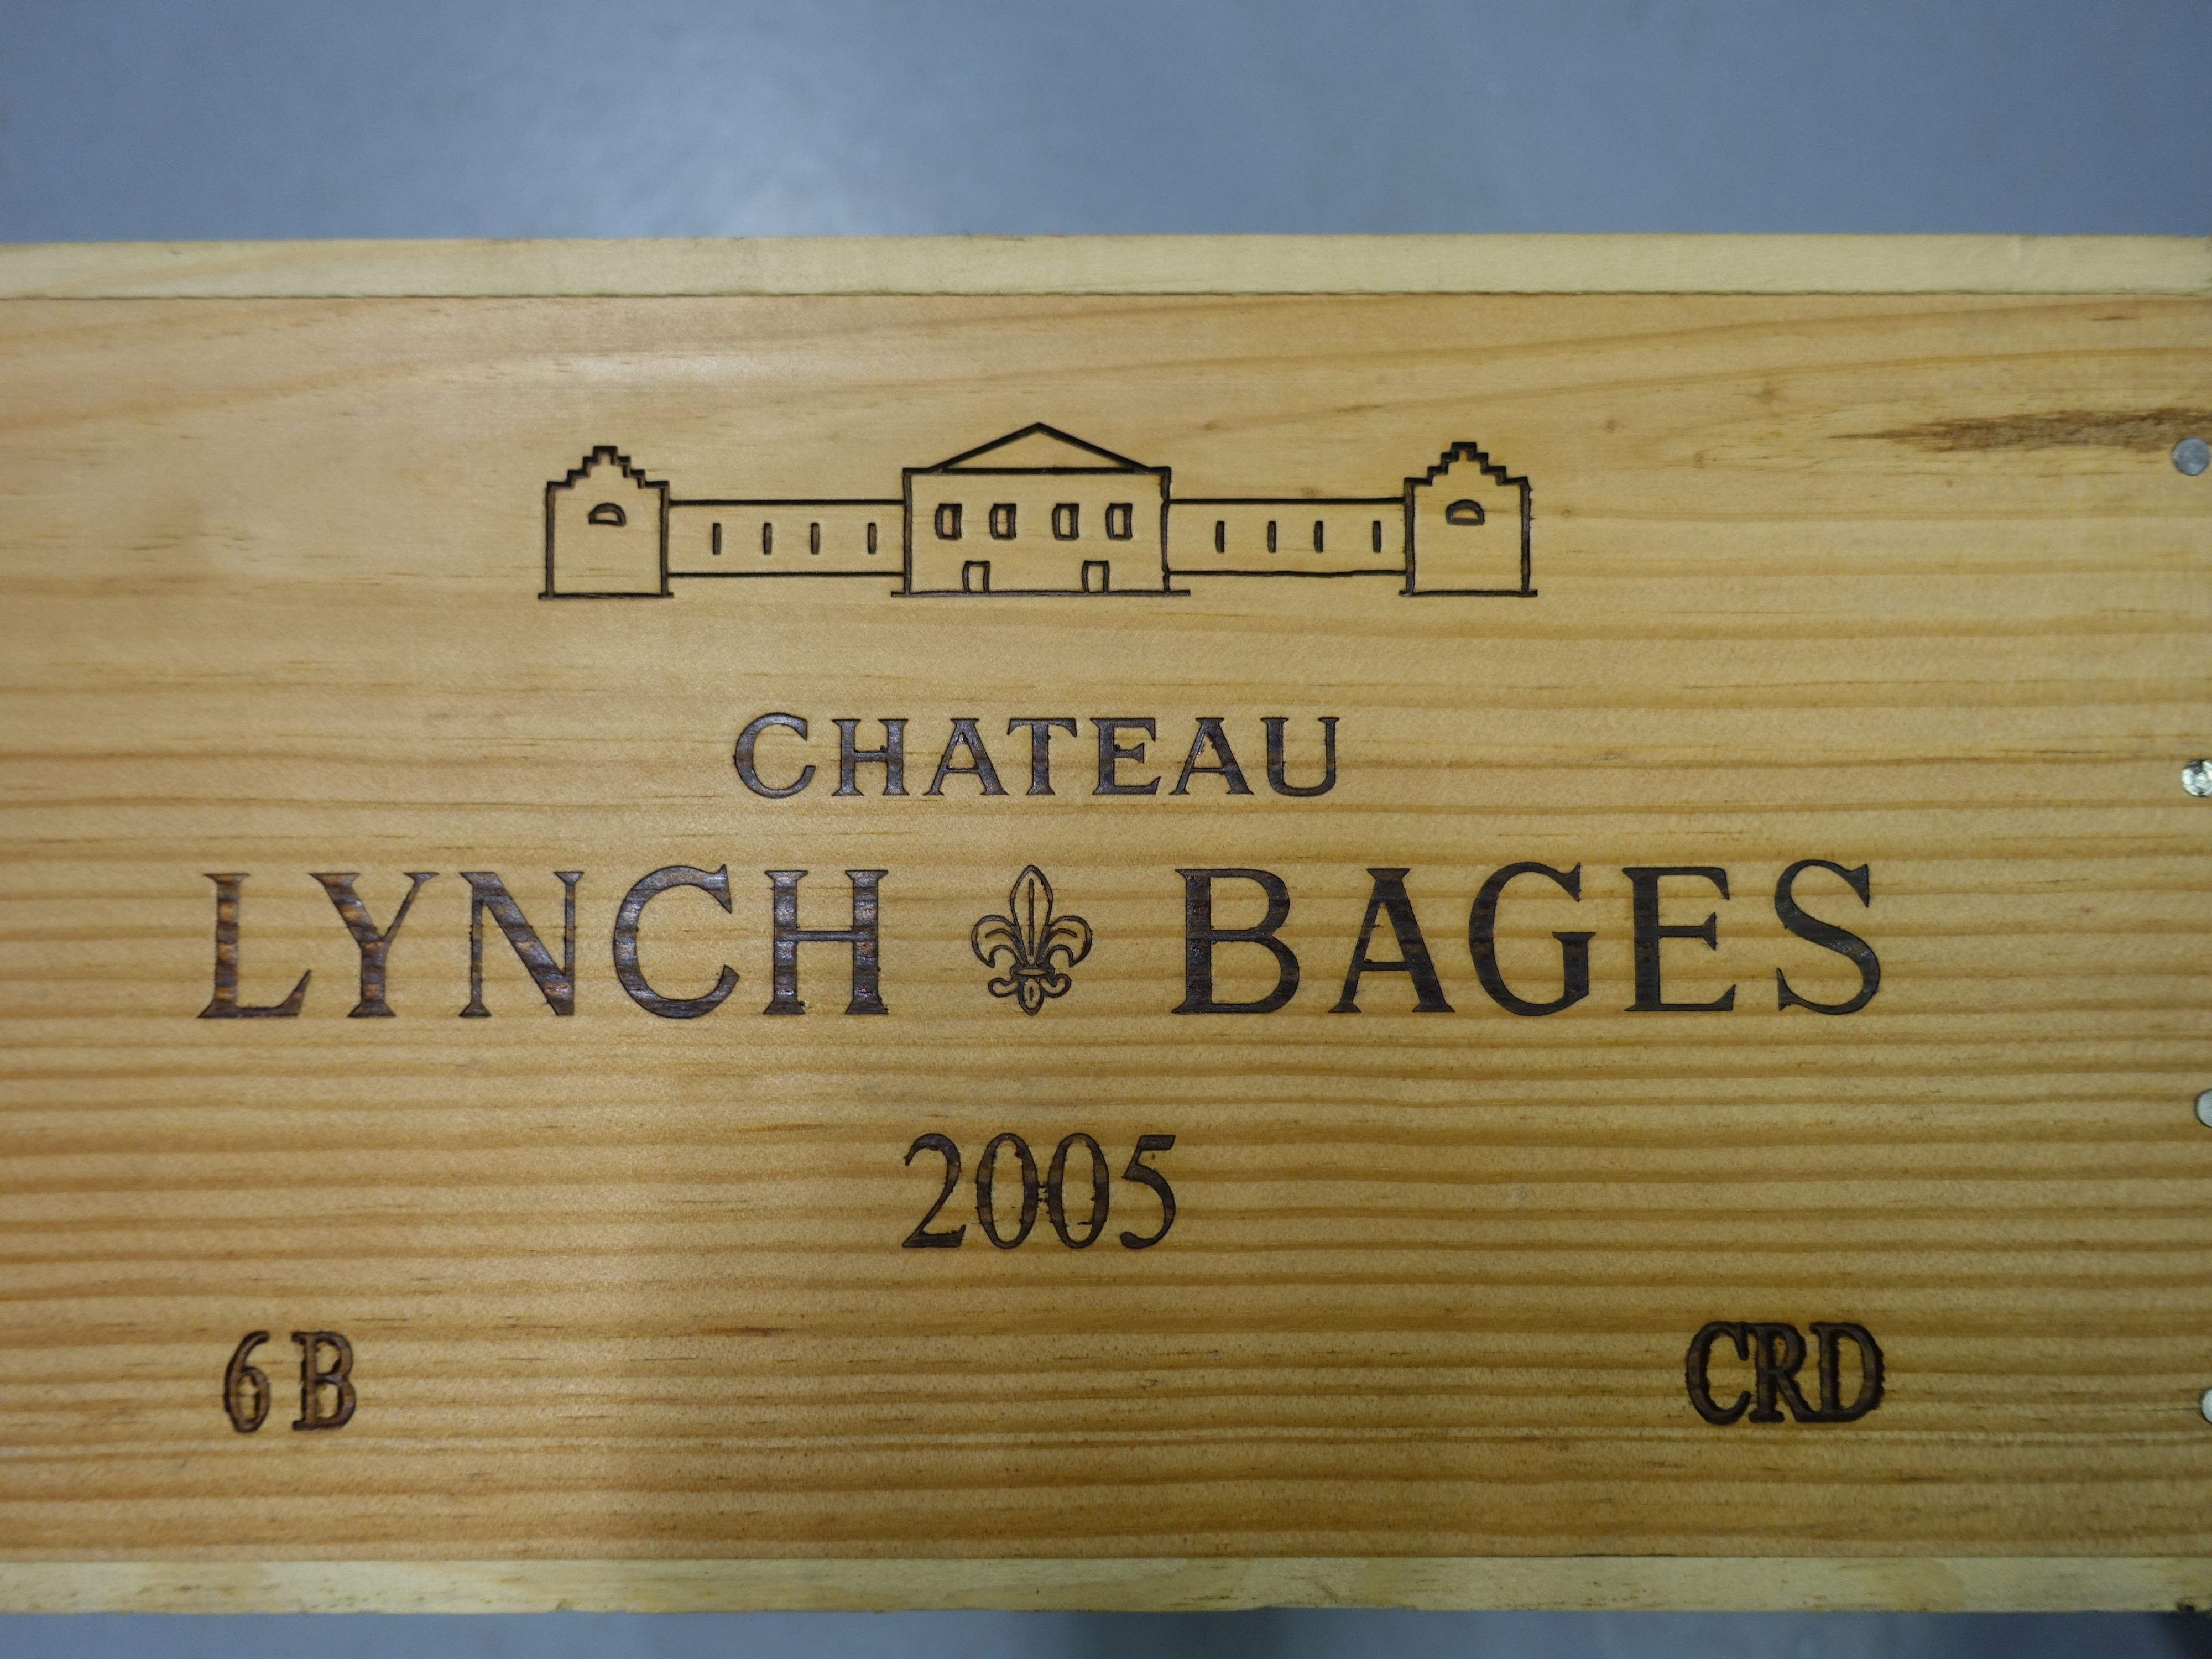 CHATEAU
LYNCH BAGES
2005
6B CRD